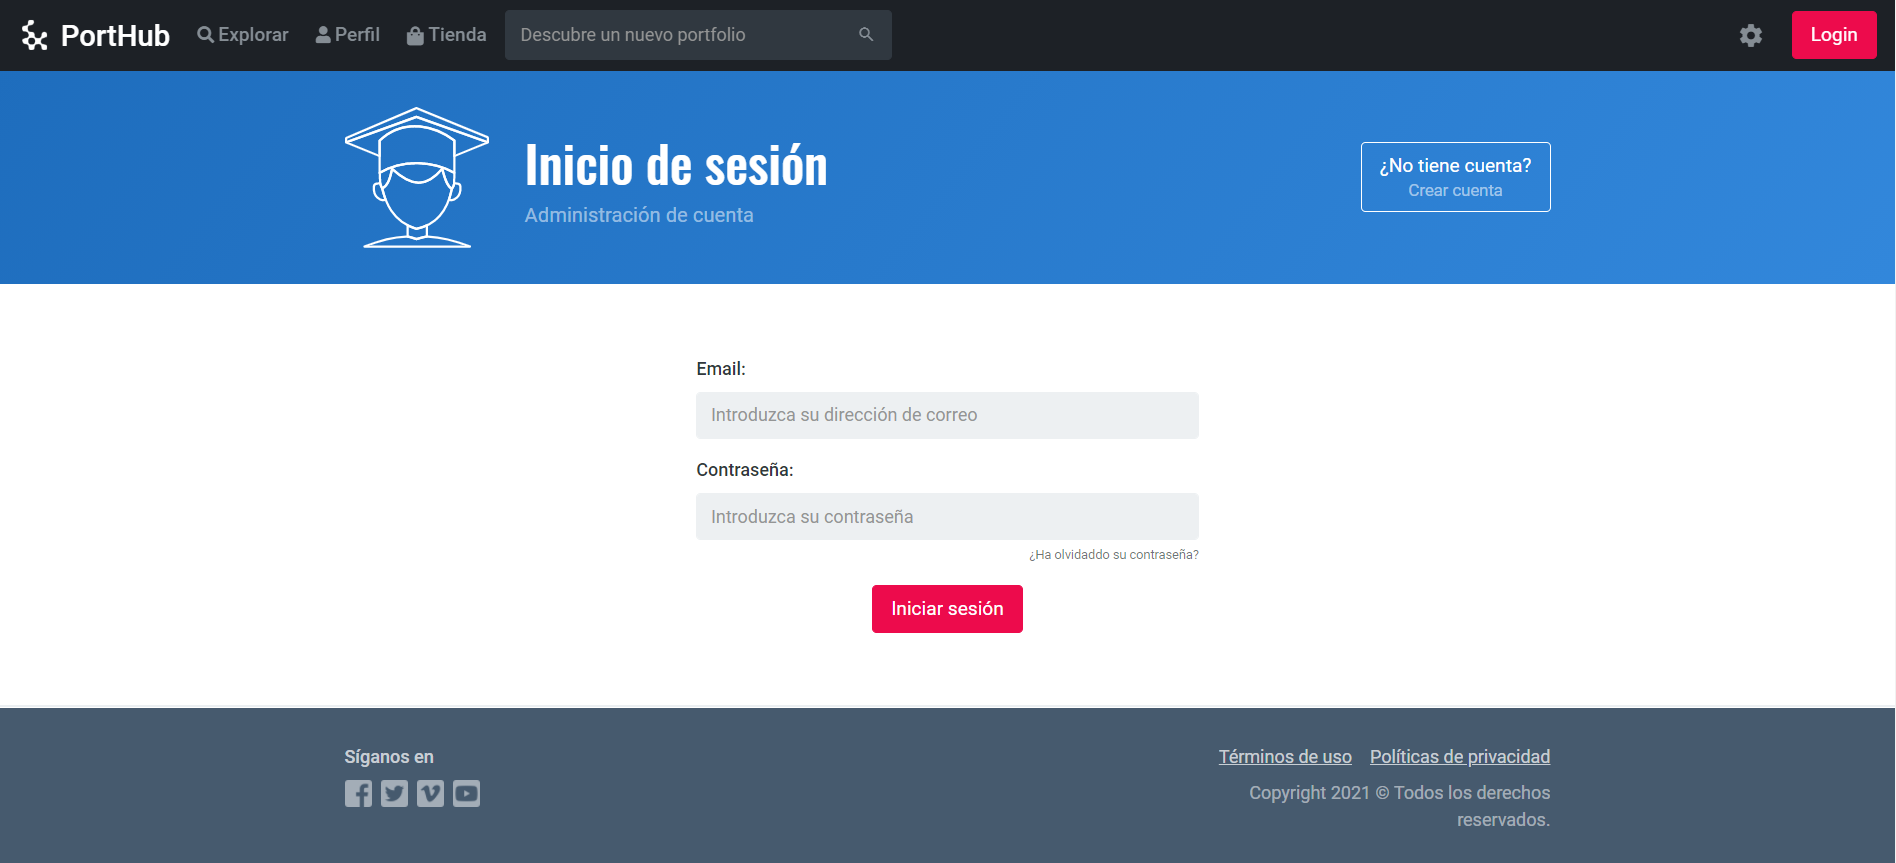 PortHub Explorar Perfil Tienda Descubre un nuevo portfolio Login
Inicio de sesión
Administración de cuenta
¿No tiene cuenta?
Crear cuenta
Email:
Introduzca su dirección de correo
Contraseña:
Introduzca su contraseña
¿Ha olvidaddo su contraseña?
Iniciar sesión
Síganos en
Términos de uso Políticas de privacidad
Copyright 2021 © Todos los derechos
reservados.